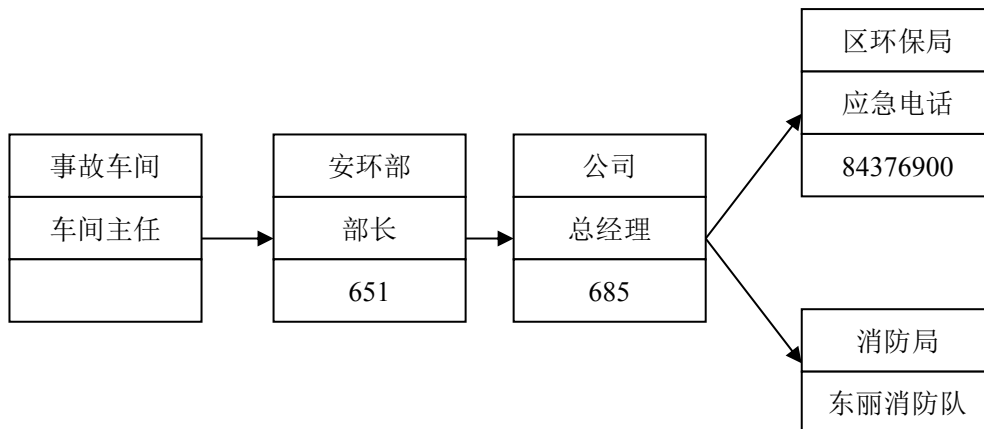 事故车间
车间主任
安环部
部长
651
公司
总经理
685
区环保局
应急电话
84376900
消防局
东丽消防队